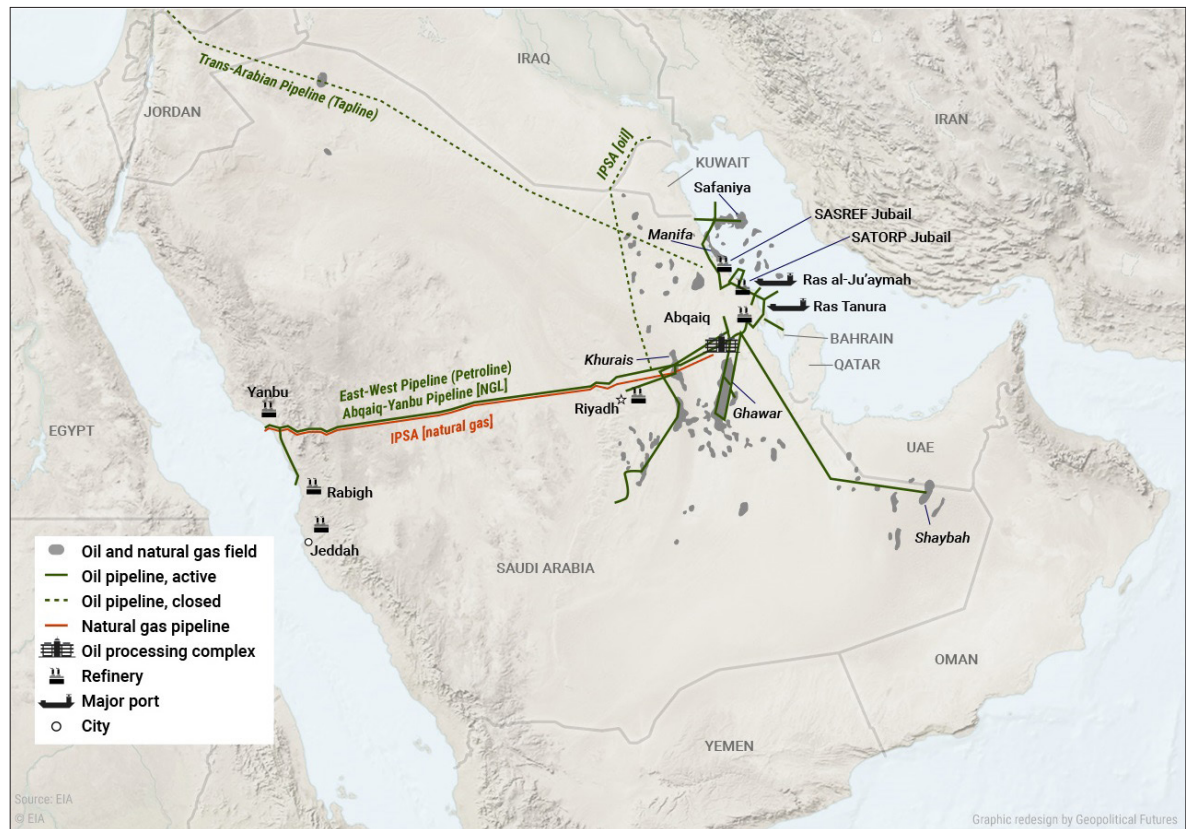 IRAQ
Trans-Arabian Pipeline (Tapline)
JORDAN
IRAN
IPSA [oil]
KUWAIT
Safaniya
SASREF Jubail
Manifa
SATORP Jubail
Ras al-Ju'aymah
Ras Tanura
Abqaiq
BAHRAIN
QATAR
Khurais
East-West Pipeline (Petroline)
Abqaiq-Yanbu Pipeline [NGL]
Yanbu
Riyadh
Ghawar
IPSA [natural gas]
EGYPT
UAE
Rabigh
Shaybah
Jeddah
SAUDI ARABIA
Oil and natural gas field
Oil pipeline, active
Oil pipeline, closed
Natural gas pipeline
Oil processing complex
Refinery
Major port
City
OMAN
YEMEN
Source: EIA
© EIA
Graphic redesign by Geopolitical Futures